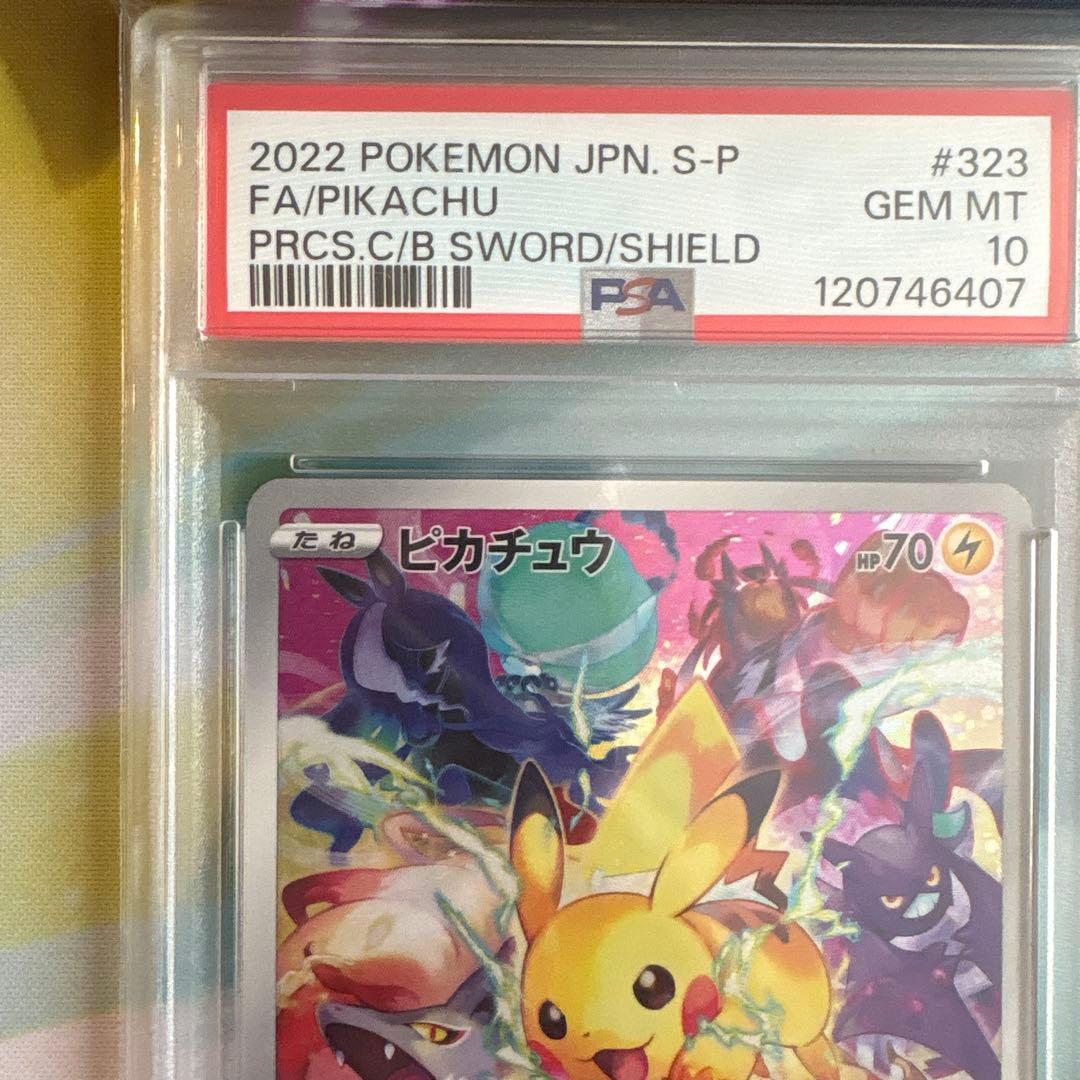 2022 POKEMON JPN. S-P #323
FA/PIKACHU GEM MT
PRCS.C/B SWORD/SHIELD 10
PSA 120746407
たね ピカチュウ HP70